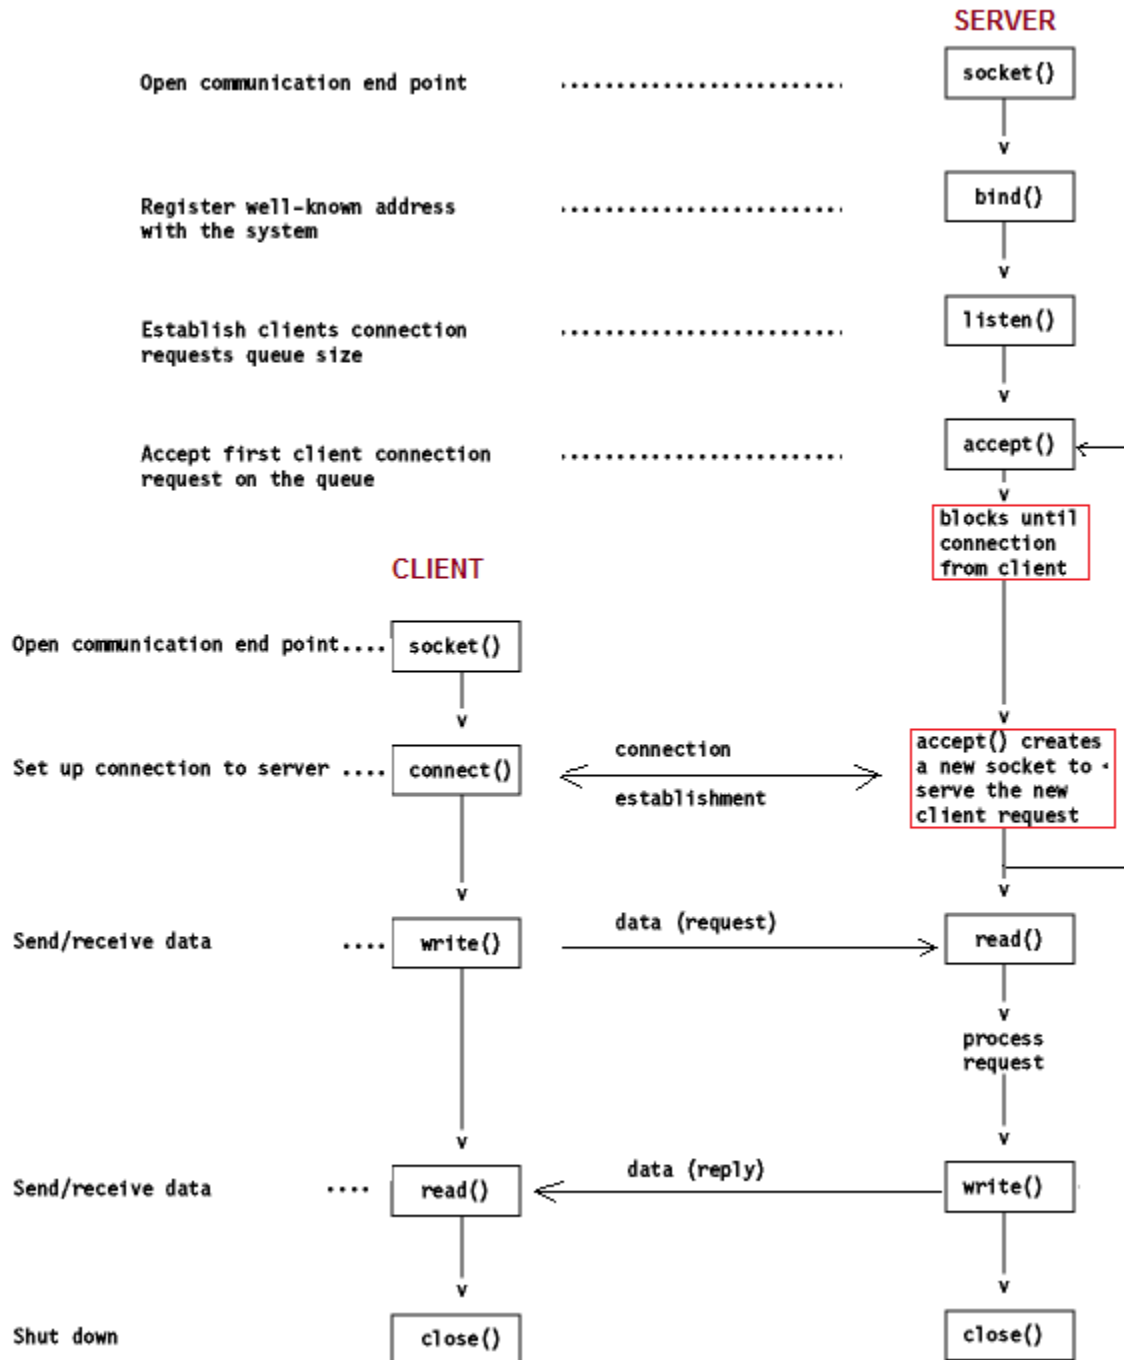 SERVER
Open communication end point ........................ socket()
v
Register well-known address
with the system ........................ bind()
v
Establish clients connection
requests queue size ........................ listen()
v
Accept first client connection
request on the queue ........................ accept()
v
blocks until
connection
from client
CLIENT
Open communication end point.... socket()
v
v
Set up connection to server .... connect()
connection
establishment
accept() creates
a new socket to
serve the new
client request
v
v
Send/receive data .... write()
data (request)
read()
v
process
request
v
v
Send/receive data .... read()
data (reply)
write()
v
v
Shut down
close()
close()